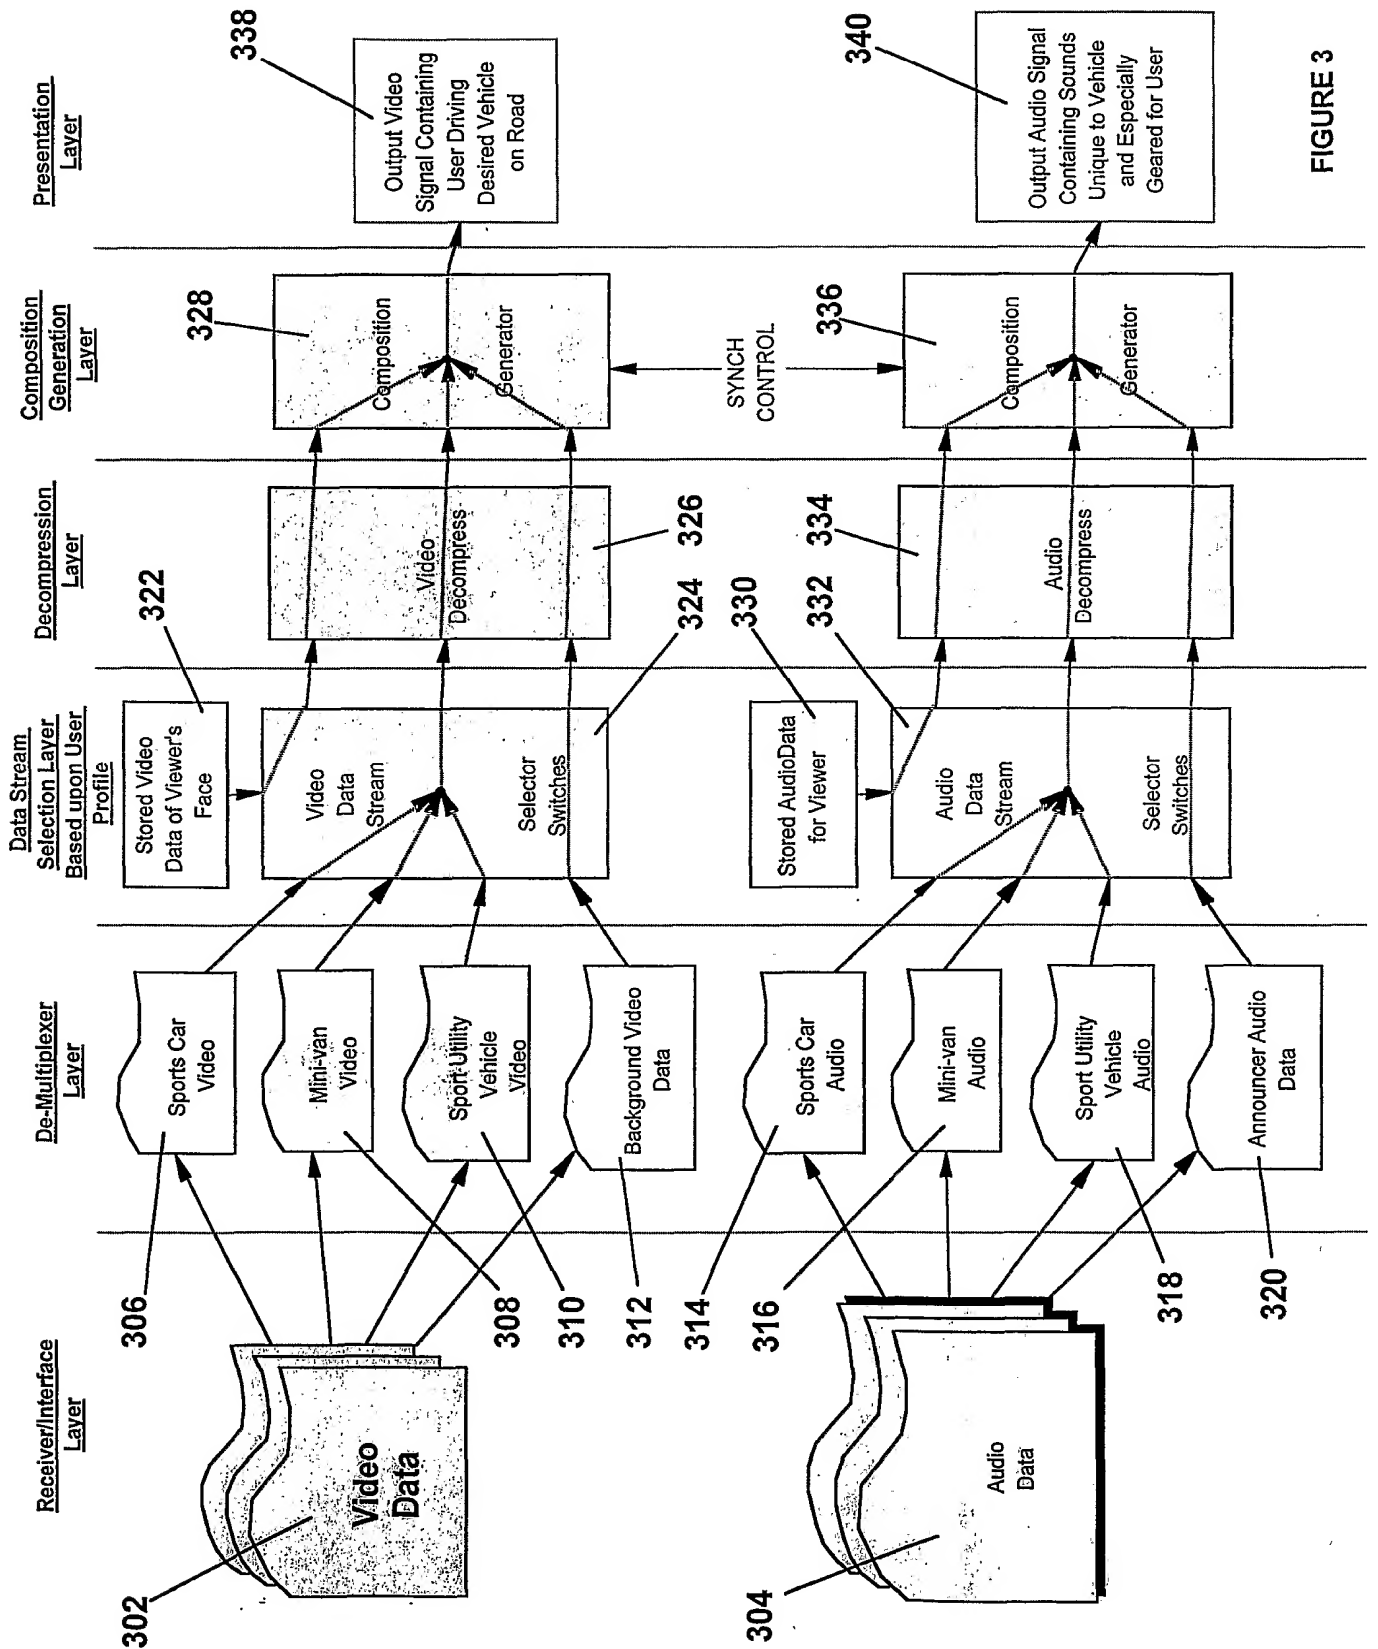 Receiver/Interface
Layer
De-Multiplexer
Layer
Data Stream
Selection Layer
Based upon User
Profile
Decompression
Layer
Composition
Generation
Layer
Presentation
Layer
302
Video
Data
306
Sports Car
Video
308
Mini-van
Video
310
Sport Utility
Vehicle
Video
312
Background Video
Data
322
Stored Video
Data of Viewer's
Face
Video
Data
Stream
Selector
Switches
324
Video
Decompress
326
328
Composition
Generator
338
Output Video
Signal Containing
User Driving
Desired Vehicle
on Road
SYNCH
CONTROL
304
Audio
Data
314
Sports Car
Audio
316
Mini-van
Audio
318
Sport Utility
Vehicle
Audio
320
Announcer Audio
Data
330
Stored AudioData
for Viewer
332
Audio
Data
Stream
Selector
Switches
334
Audio
Decompress
336
Composition
Generator
340
Output Audio Signal
Containing Sounds
Unique to Vehicle
and Especially
Geared for User
FIGURE 3